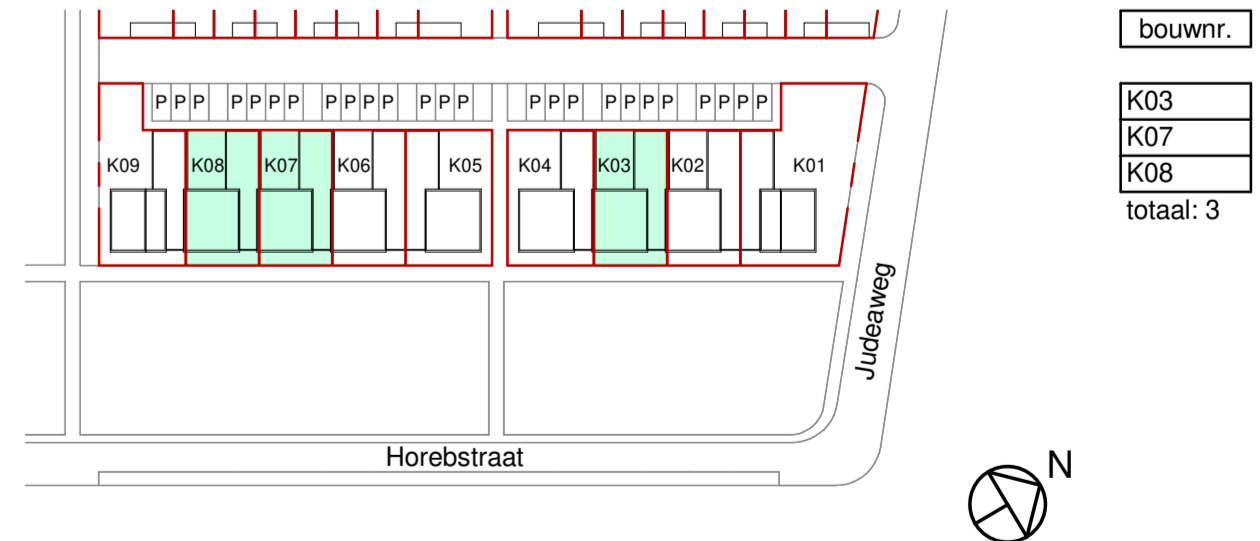 bouwnr.
P P P P P P P P P P P P P P P P P P P P P P P P P
K03
K07
K08
totaal: 3
K09 K08 K07 K06 K05 K04 K03 K02 K01
Judeaweg
Horebstraat
N